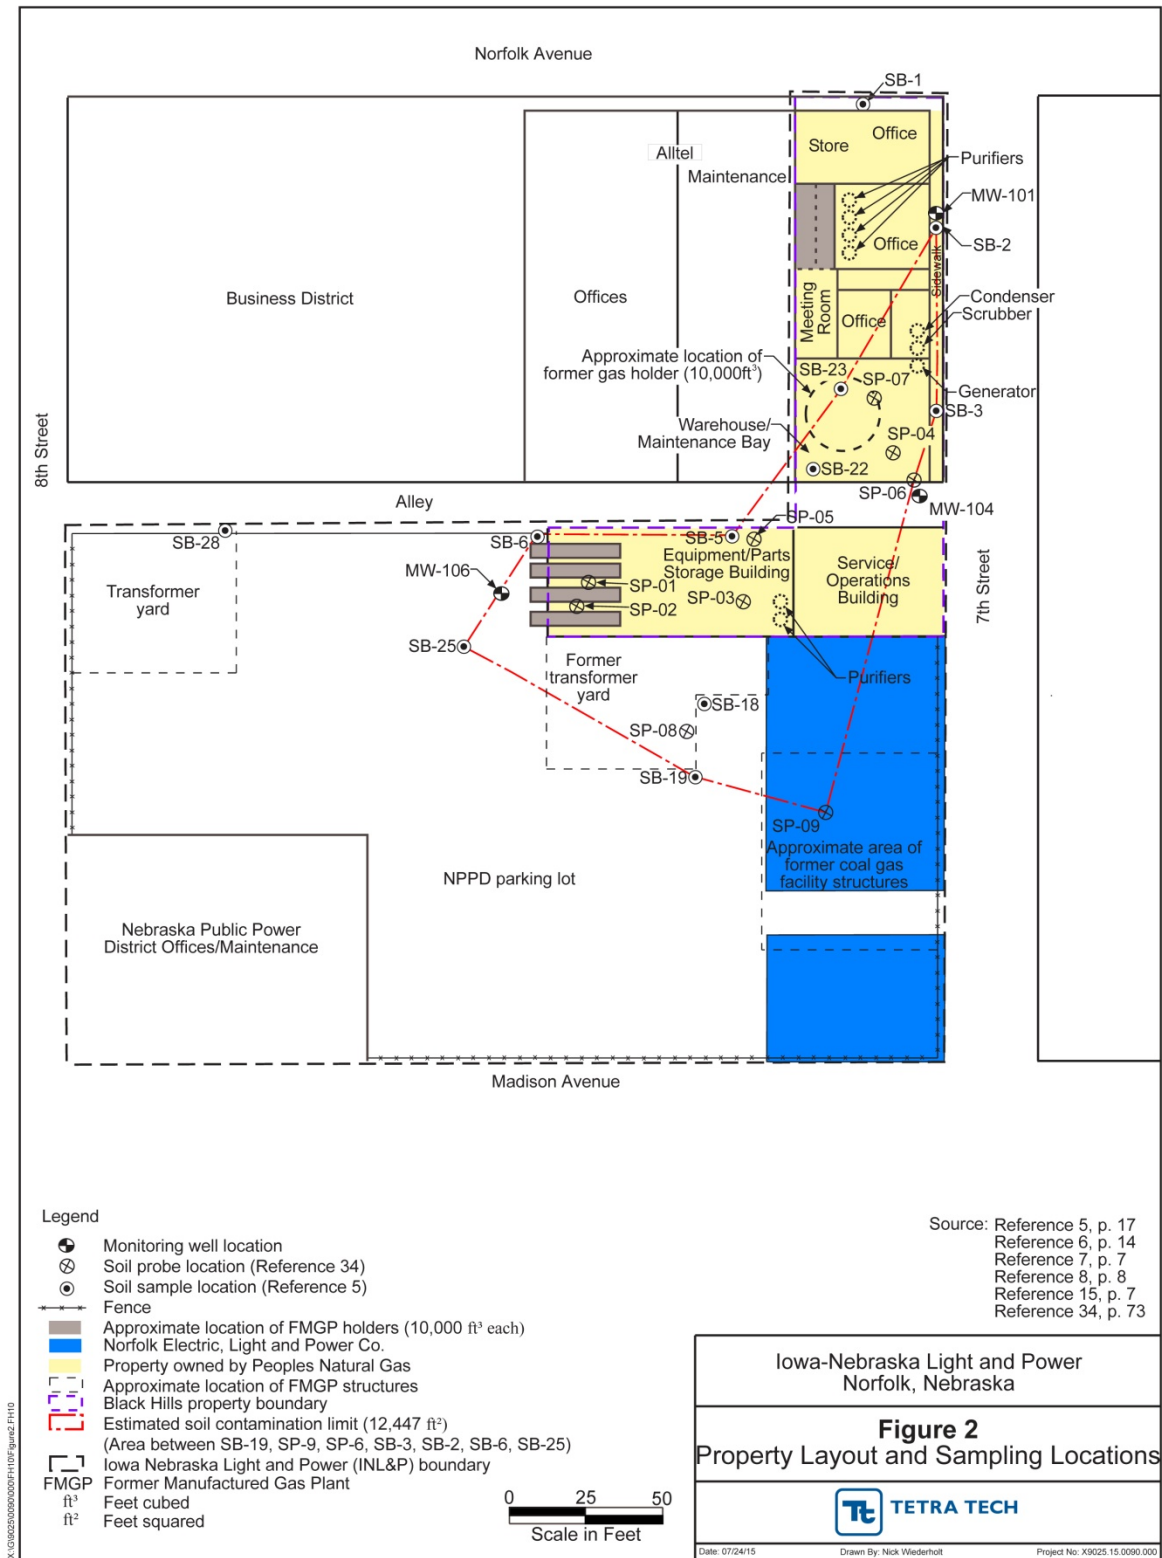 Norfolk Avenue
SB-1
Office
Store
Alltel
Purifiers
Maintenance
MW-101
Office
SB-2
Sidewalk
Business District
Offices
Meeting
Room
Condenser
Scrubber
Office
Approximate location of
former gas holder (10,000ft³)
SB-23
SP-07
Generator
SB-3
Warehouse/
Maintenance Bay
SP-04
SB-22
8th Street
SP-06
Alley
MW-104
SP-05
SB-28
SB-6
SB-5
Equipment/Parts
Storage Building
Service/
Operations
Building
MW-106
Transformer
yard
SP-01
SP-03
SP-02
7th Street
SB-25
Former
transformer
yard
Purifiers
SB-18
SP-08
SB-19
SP-09
Approximate area of
former coal gas
facility structures
NPPD parking lot
Nebraska Public Power
District Offices/Maintenance
Madison Avenue
Legend
Monitoring well location
Soil probe location (Reference 34)
Soil sample location (Reference 5)
Fence
Approximate location of FMGP holders (10,000 ft³ each)
Norfolk Electric, Light and Power Co.
Property owned by Peoples Natural Gas
Approximate location of FMGP structures
Black Hills property boundary
Estimated soil contamination limit (12,447 ft²)
(Area between SB-19, SP-9, SP-6, SB-3, SB-2, SB-6, SB-25)
Iowa Nebraska Light and Power (INL&P) boundary
FMGP Former Manufactured Gas Plant
ft³ Feet cubed
ft² Feet squared
0 25 50
Scale in Feet
Source: Reference 5, p. 17
Reference 6, p. 14
Reference 7, p. 7
Reference 8, p. 8
Reference 15, p. 7
Reference 34, p. 73
Iowa-Nebraska Light and Power
Norfolk, Nebraska
Figure 2
Property Layout and Sampling Locations
Tt TETRA TECH
Date: 07/24/15 Drawn By: Nick Wiederholt Project No: X9025.15.0090.000